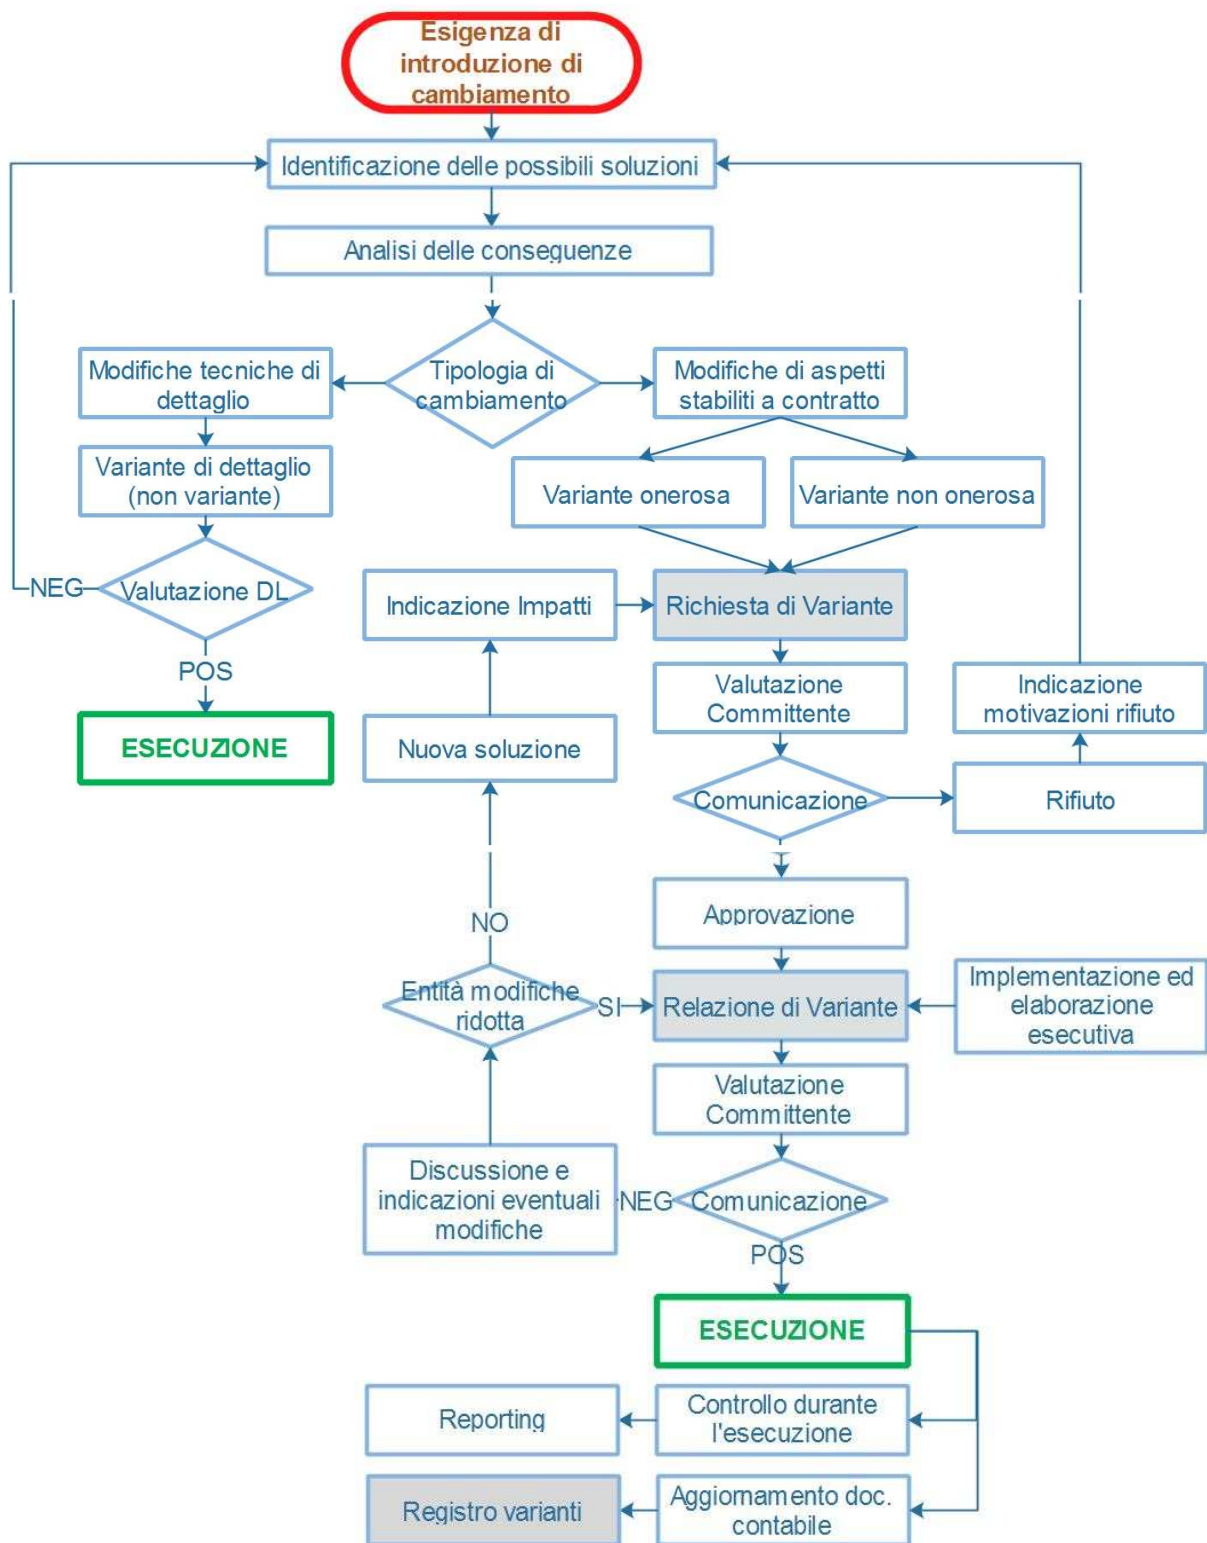 Esigenza di
introduzione di
cambiamento
Identificazione delle possibili soluzioni
Analisi delle conseguenze
Tipologia di
cambiamento
Modifiche tecniche di
dettaglio
Modifiche di aspetti
stabiliti a contratto
Variante di dettaglio
(non variante)
Variante onerosa
Variante non onerosa
NEG
Valutazione DL
POS
ESECUZIONE
Indicazione Impatti
Richiesta di Variante
Valutazione
Committente
Indicazione
motivazioni rifiuto
Nuova soluzione
Comunicazione
Rifiuto
Approvazione
NO
Entità modifiche
ridotta
SI
Relazione di Variante
Implementazione ed
elaborazione
esecutiva
Valutazione
Committente
Discussione e
indicazioni eventuali
modifiche
NEG
Comunicazione
POS
ESECUZIONE
Reporting
Controllo durante
l'esecuzione
Registro varianti
Aggiornamento doc.
contabile